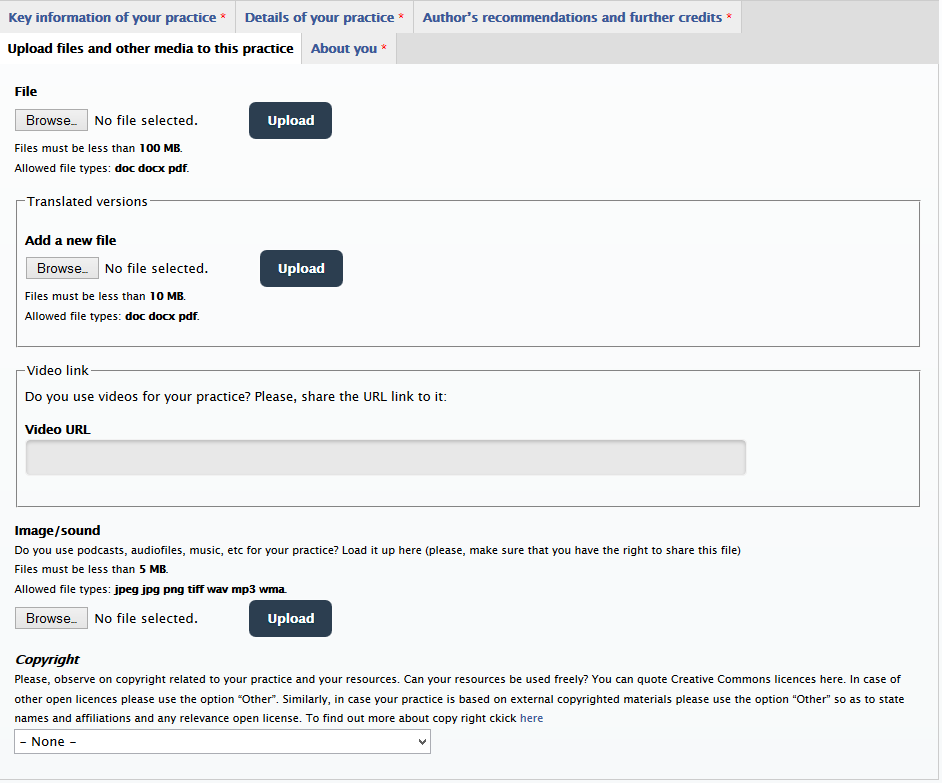 Key information of your practice * Details of your practice * Author's recommendations and further credits *
Upload files and other media to this practice About you *
File
Browse… No file selected. Upload
Files must be less than 100 MB.
Allowed file types: doc docx pdf.
Translated versions
Add a new file
Browse… No file selected. Upload
Files must be less than 10 MB.
Allowed file types: doc docx pdf.
Video link
Do you use videos for your practice? Please, share the URL link to it:
Video URL
Image/sound
Do you use podcasts, audiofiles, music, etc for your practice? Load it up here (please, make sure that you have the right to share this file)
Files must be less than 5 MB.
Allowed file types: jpeg jpg png tiff wav mp3 wma.
Browse… No file selected. Upload
Copyright
Please, observe on copyright related to your practice and your resources. Can your resources be used freely? You can quote Creative Commons licences here. In case of
other open licences please use the option “Other”. Similarly, in case your practice is based on external copyrighted materials please use the option “Other” so as to state
names and affiliations and any relevance open license. To find out more about copy right ckick here
- None -